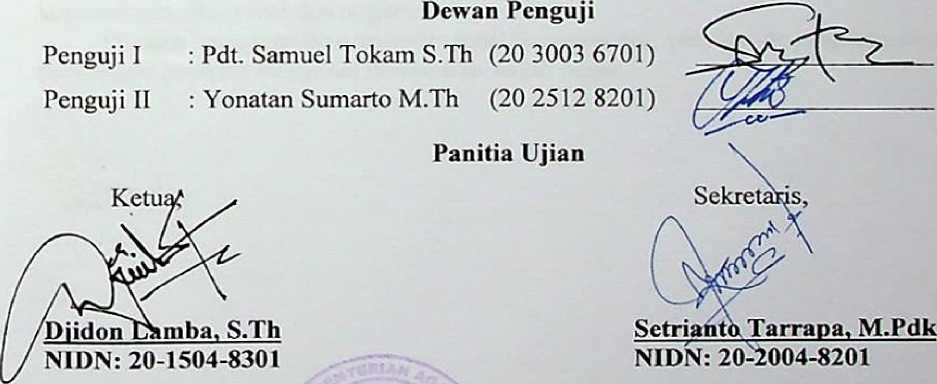 Dewan Penguji
Penguji I : Pdt. Samuel Tokam S.Th (20 3003 6701)
Penguji II : Yonatan Sumarto M.Th (20 2512 8201)
Panitia Ujian
Ketua,
Sekretaris,
Djidon Lamba, S.Th
Setrianto Tarrapa, M.Pdk
NIDN: 20-1504-8301
NIDN: 20-2004-8201